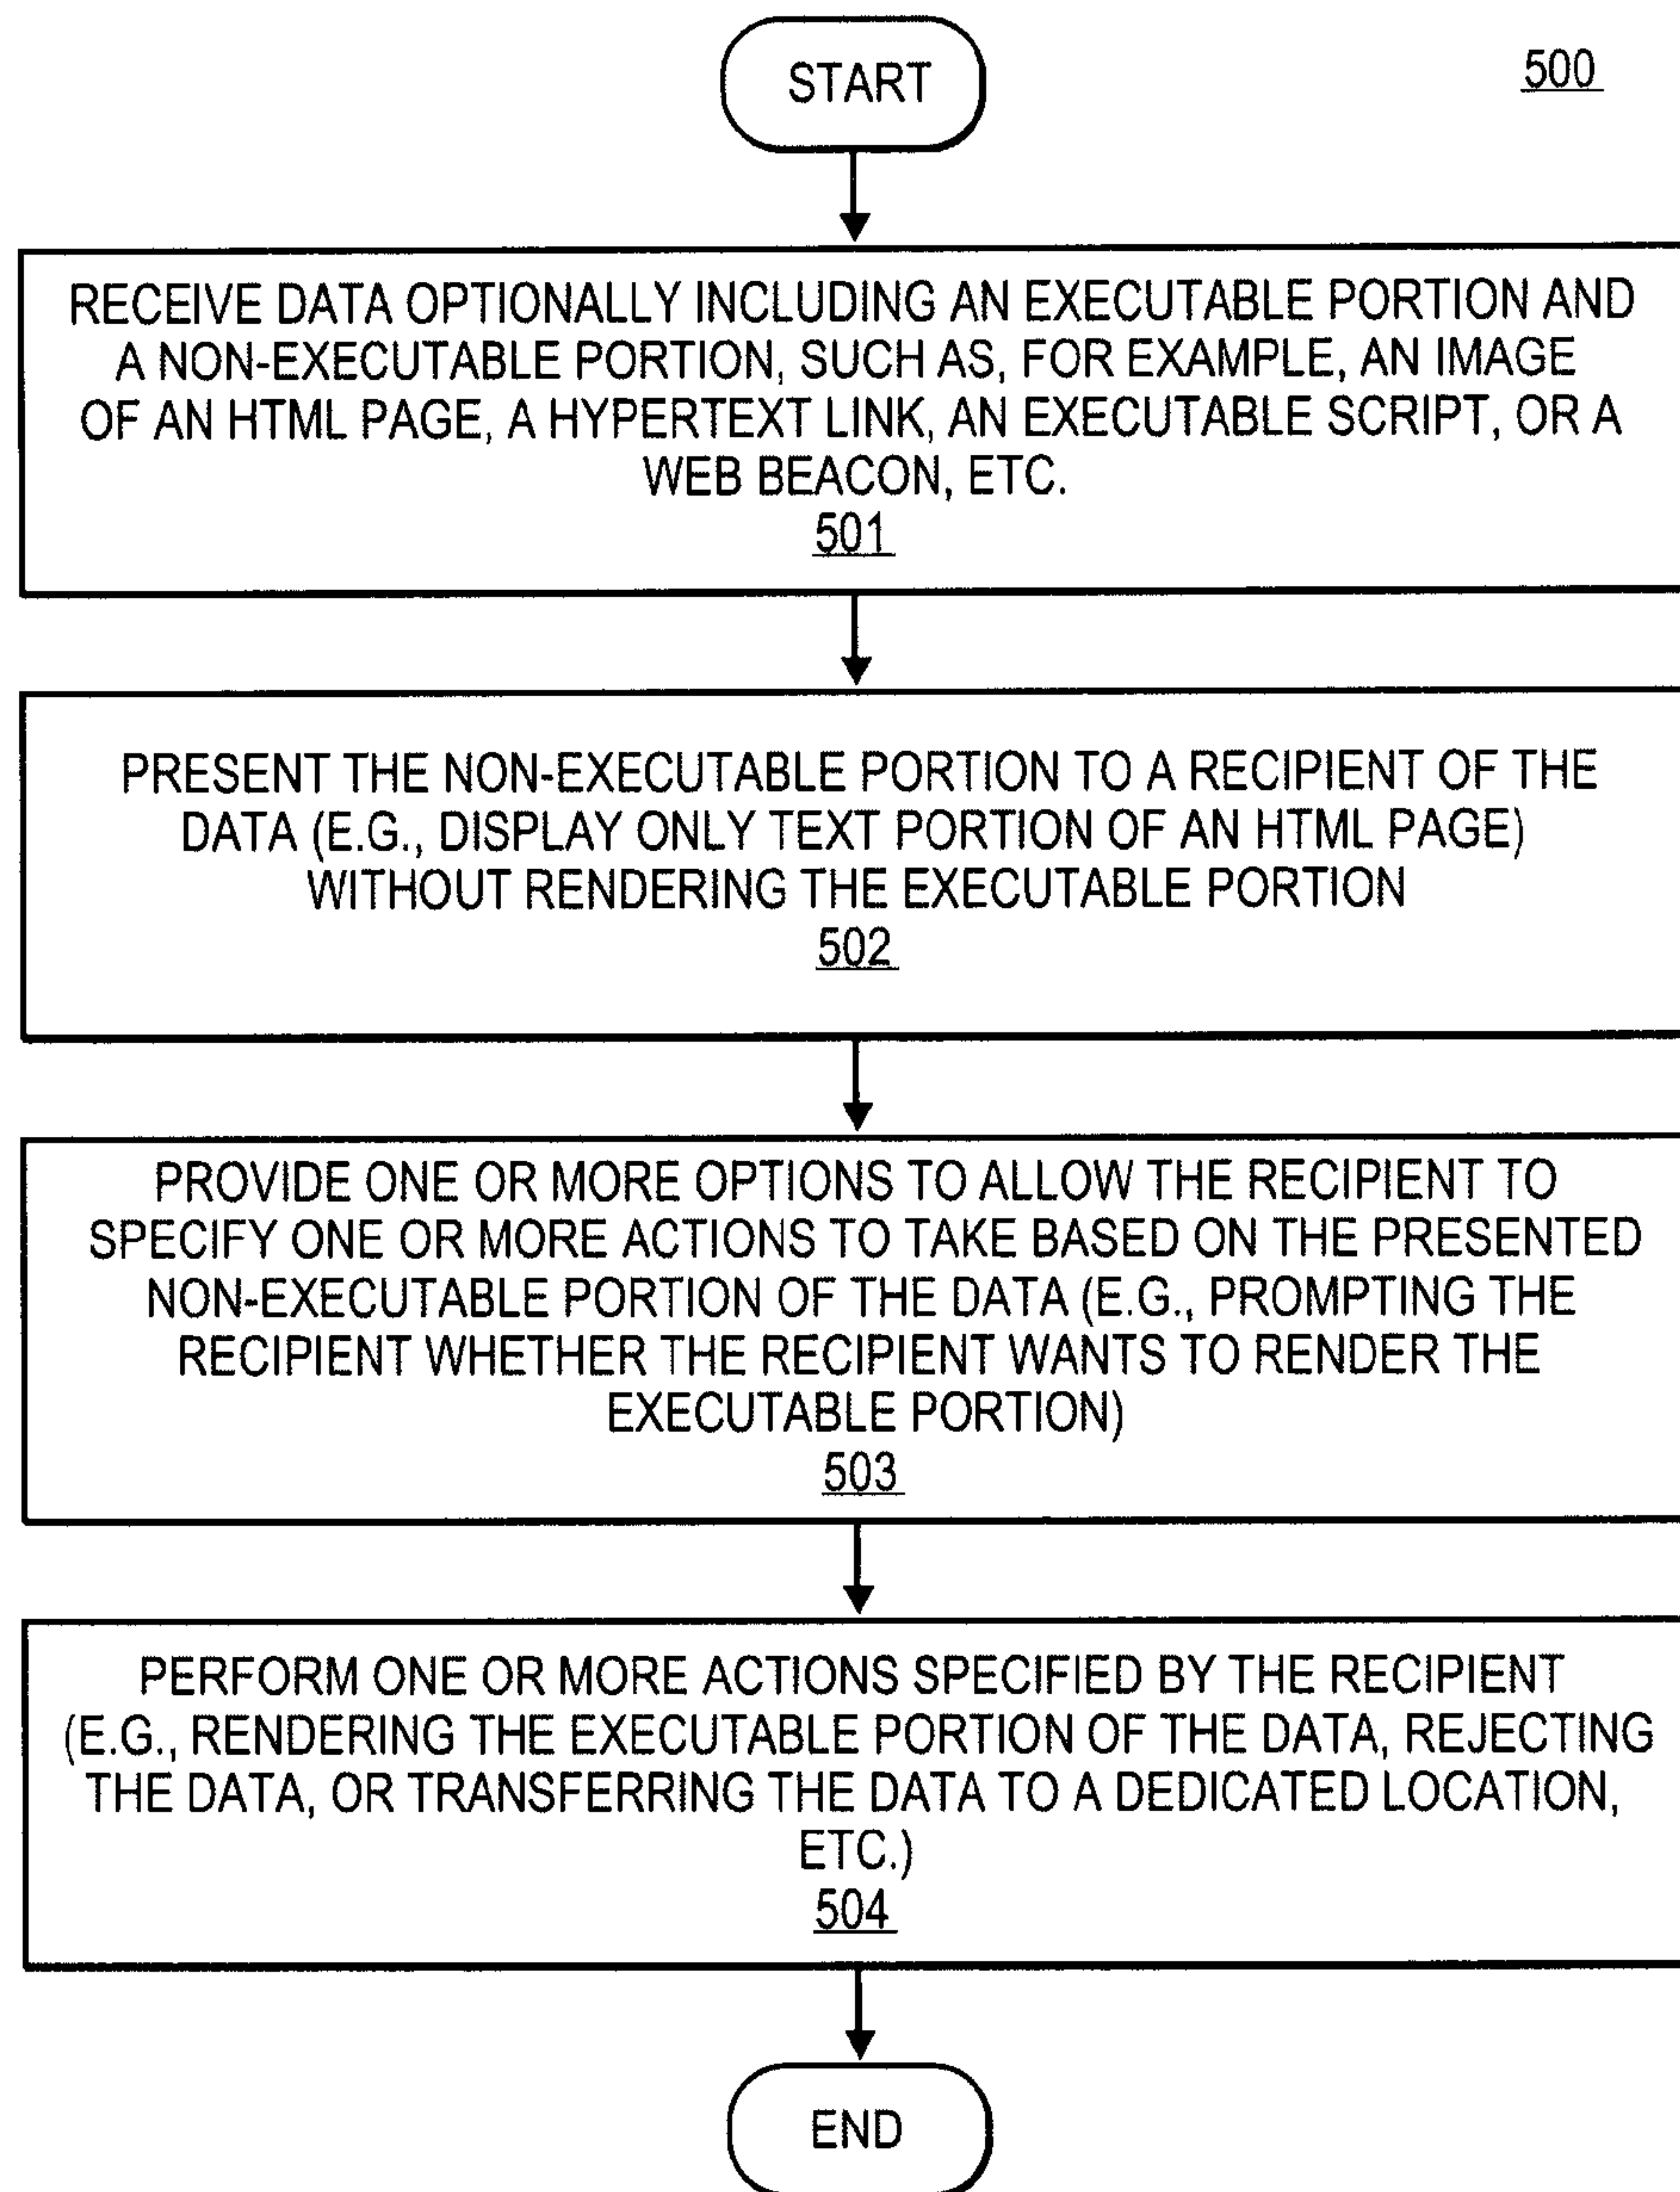 START
500
RECEIVE DATA OPTIONALLY INCLUDING AN EXECUTABLE PORTION AND
A NON-EXECUTABLE PORTION, SUCH AS, FOR EXAMPLE, AN IMAGE
OF AN HTML PAGE, A HYPERTEXT LINK, AN EXECUTABLE SCRIPT, OR A
WEB BEACON, ETC.
501
PRESENT THE NON-EXECUTABLE PORTION TO A RECIPIENT OF THE
DATA (E.G., DISPLAY ONLY TEXT PORTION OF AN HTML PAGE)
WITHOUT RENDERING THE EXECUTABLE PORTION
502
PROVIDE ONE OR MORE OPTIONS TO ALLOW THE RECIPIENT TO
SPECIFY ONE OR MORE ACTIONS TO TAKE BASED ON THE PRESENTED
NON-EXECUTABLE PORTION OF THE DATA (E.G., PROMPTING THE
RECIPIENT WHETHER THE RECIPIENT WANTS TO RENDER THE
EXECUTABLE PORTION)
503
PERFORM ONE OR MORE ACTIONS SPECIFIED BY THE RECIPIENT
(E.G., RENDERING THE EXECUTABLE PORTION OF THE DATA, REJECTING
THE DATA, OR TRANSFERRING THE DATA TO A DEDICATED LOCATION,
ETC.)
504
END